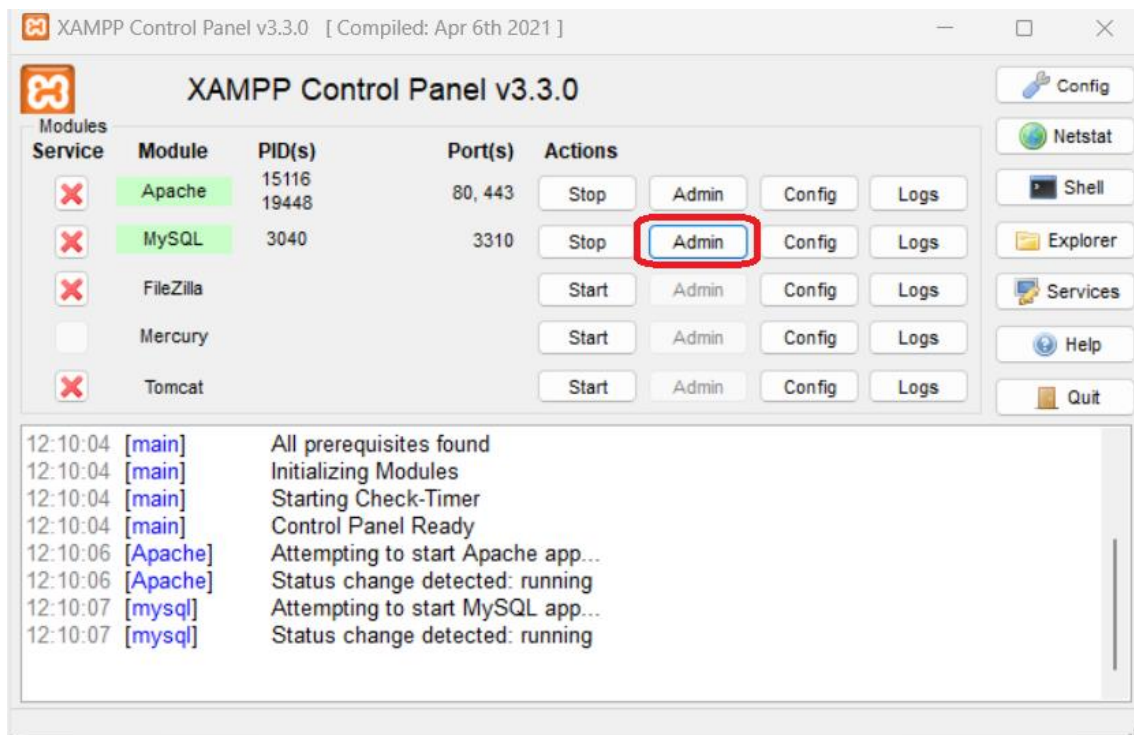 XAMPP Control Panel v3.3.0 [ Compiled: Apr 6th 2021 ]
XAMPP Control Panel v3.3.0
Config
Modules
Service Module PID(s) Port(s) Actions
Netstat
Apache 15116 19448 80, 443 Stop Admin Config Logs
Shell
MySQL 3040 3310 Stop Admin Config Logs
Explorer
FileZilla Start Admin Config Logs
Services
Mercury Start Admin Config Logs
Help
Tomcat Start Admin Config Logs
Quit
12:10:04 [main] All prerequisites found
12:10:04 [main] Initializing Modules
12:10:04 [main] Starting Check-Timer
12:10:04 [main] Control Panel Ready
12:10:06 [Apache] Attempting to start Apache app...
12:10:06 [Apache] Status change detected: running
12:10:07 [mysql] Attempting to start MySQL app...
12:10:07 [mysql] Status change detected: running